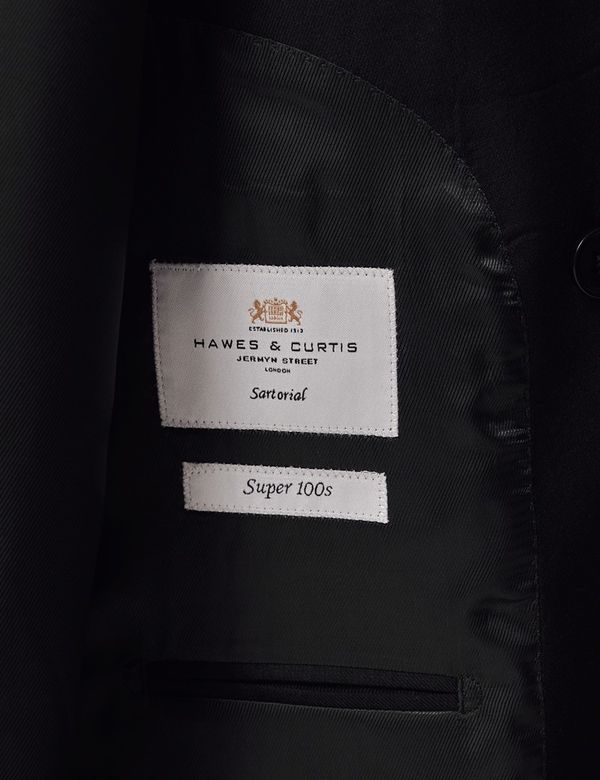 ESTABLISHED 1913
HAWES & CURTIS
JERMYN STREET
LONDON
Sartorial
Super 100s